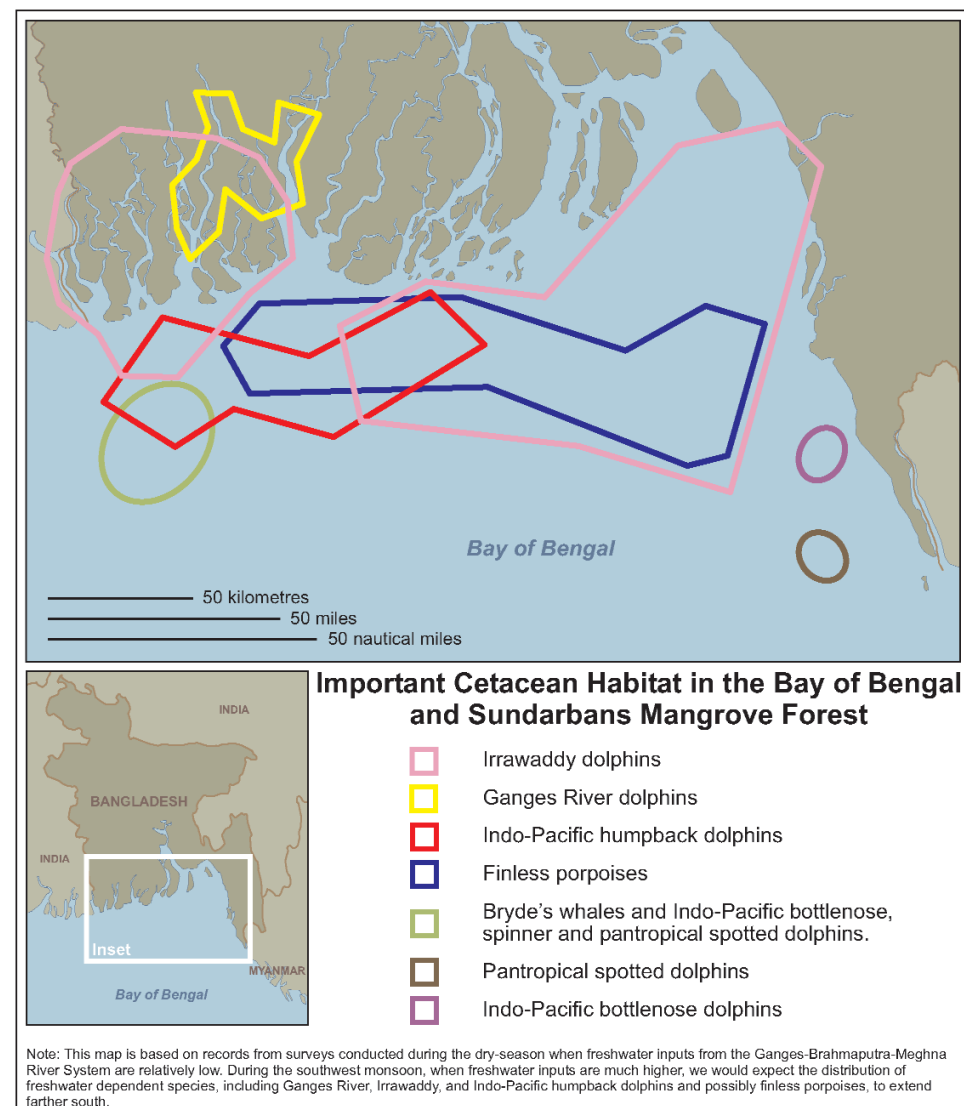 Bay of Bengal
50 kilometres
50 miles
50 nautical miles
INDIA
BANGLADESH
INDIA
Inset
MYANMAR
Bay of Bengal
Important Cetacean Habitat in the Bay of Bengal
and Sundarbans Mangrove Forest
Irrawaddy dolphins
Ganges River dolphins
Indo-Pacific humpback dolphins
Finless porpoises
Bryde's whales and Indo-Pacific bottlenose,
spinner and pantropical spotted dolphins.
Pantropical spotted dolphins
Indo-Pacific bottlenose dolphins
Note: This map is based on records from surveys conducted during the dry-season when freshwater inputs from the Ganges-Brahmaputra-Meghna
River System are relatively low. During the southwest monsoon, when freshwater inputs are much higher, we would expect the distribution of
freshwater dependent species, including Ganges River, Irrawaddy, and Indo-Pacific humpback dolphins and possibly finless porpoises, to extend
farther south.